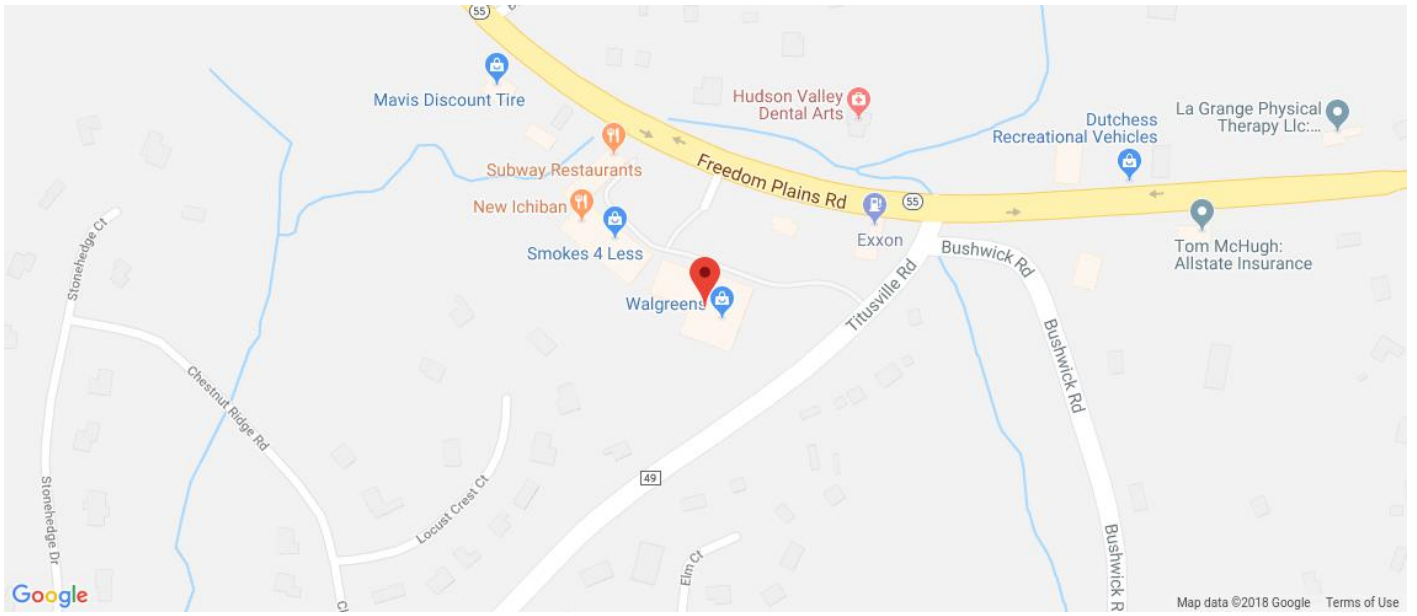 55
Mavis Discount Tire
Hudson Valley
Dental Arts
Dutchess
Recreational Vehicles
La Grange Physical
Therapy Llc:...
Subway Restaurants
Freedom Plains Rd
55
New Ichiban
Smokes 4 Less
Exxon
Bushwick Rd
Tom McHugh:
Allstate Insurance
Stonehedge Ct
Walgreens
Titusville Rd
Bushwick Rd
Chestnut Ridge Rd
49
Locust Crest Ct
Stonehedge Dr
Elm Ct
Bushwick R
Google
Map data ©2018 Google
Terms of Use